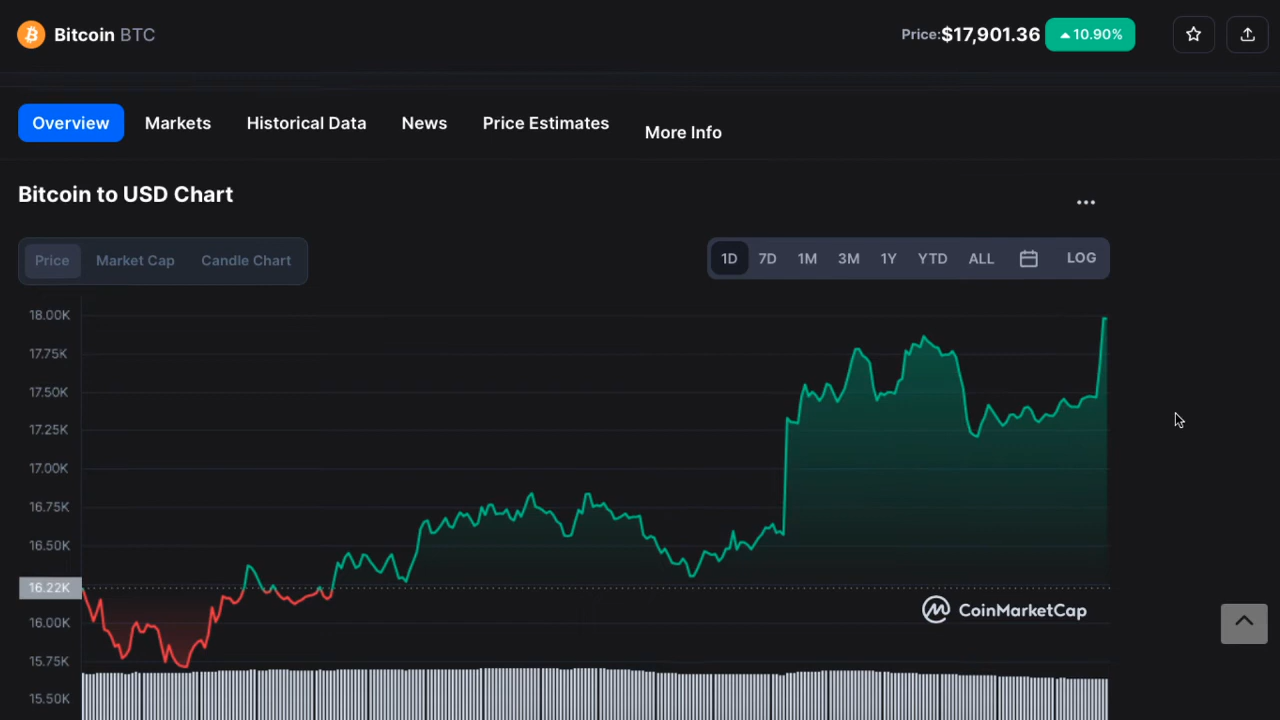 Bitcoin BTC
Price:$17,901.36 10.90%
Overview Markets Historical Data News Price Estimates More Info
Bitcoin to USD Chart
Price Market Cap Candle Chart
1D 7D 1M 3M 1Y YTD ALL LOG
18.00K
17.75K
17.50K
17.25K
17.00K
16.75K
16.50K
16.22K
16.00K
CoinMarketCap
15.75K
15.50K